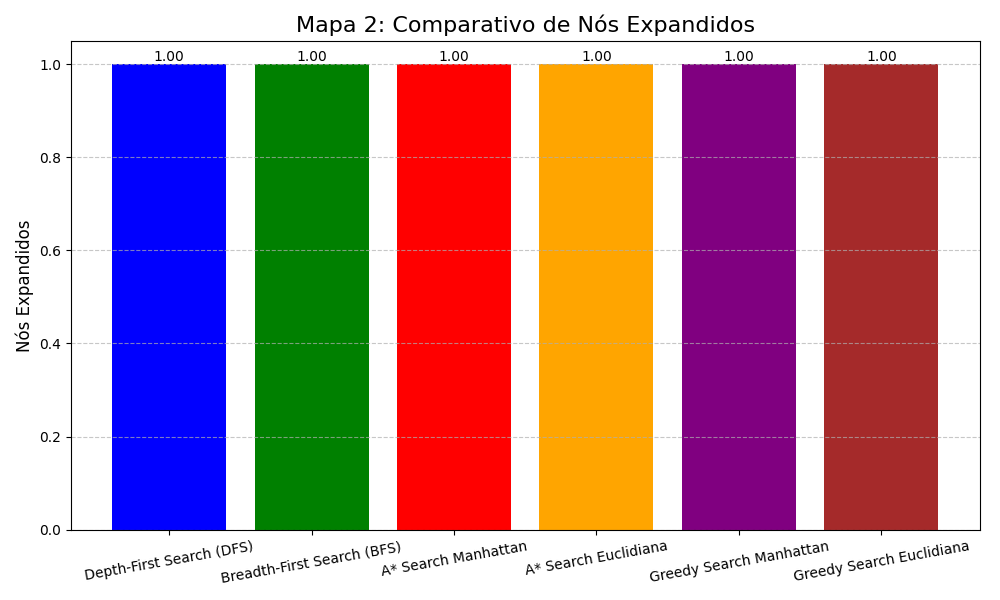 Mapa 2: Comparativo de Nós Expandidos
1.00 1.00 1.00 1.00 1.00 1.00
1.0
0.8
0.6
0.4
0.2
0.0
Nós Expandidos
Depth-First Search (DFS)
Breadth-First Search (BFS)
A* Search Manhattan
A* Search Euclidiana
Greedy Search Manhattan
Greedy Search Euclidiana